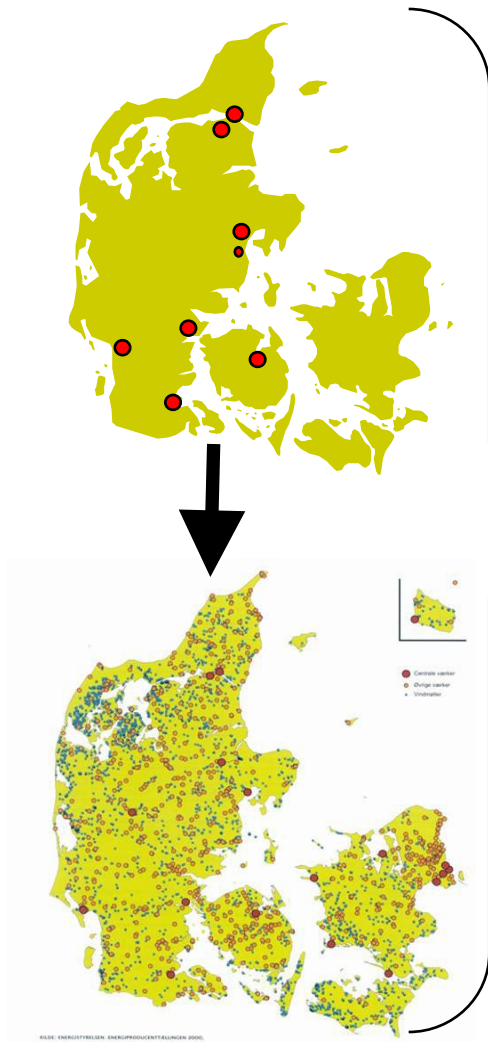 Centrale værker
Øvrige værker
Vindmøller
KILDE: ENERGISTYRELSEN. ENERGIPRODUCENTTÆLLINGEN 2000.